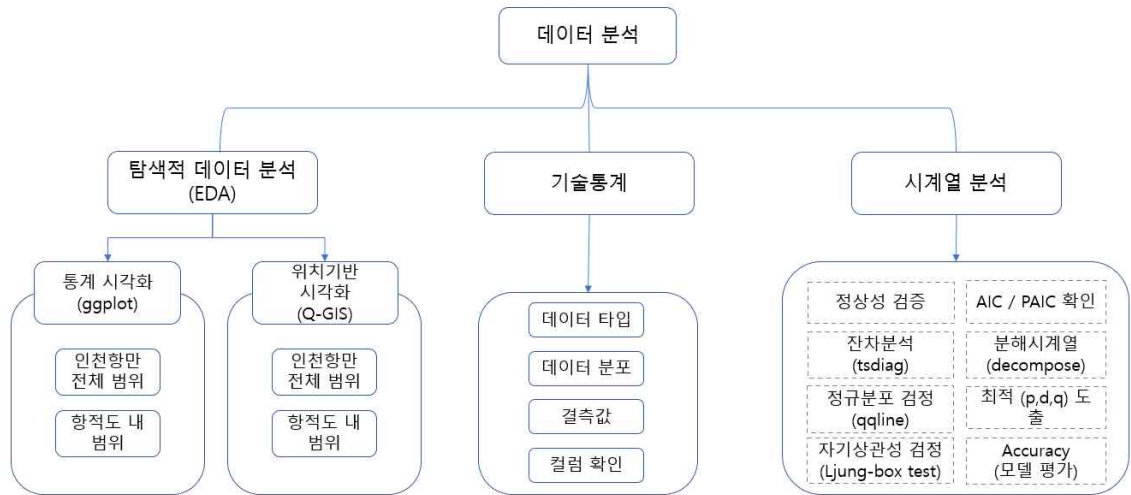 데이터 분석
탐색적 데이터 분석
(EDA)
기술통계
시계열 분석
통계 시각화
(ggplot)
인천항만
전체 범위
항적도 내
범위
위치기반
시각화
(Q-GIS)
인천항만
전체 범위
항적도 내
범위
데이터 타입
데이터 분포
결측값
컬럼 확인
정상성 검증
AIC / PAIC 확인
잔차분석
(tsdiag)
분해시계열
(decompose)
정규분포 검정
(qqline)
최적 (p,d,q) 도
출
자기상관성 검정
(Ljung-box test)
Accuracy
(모델 평가)